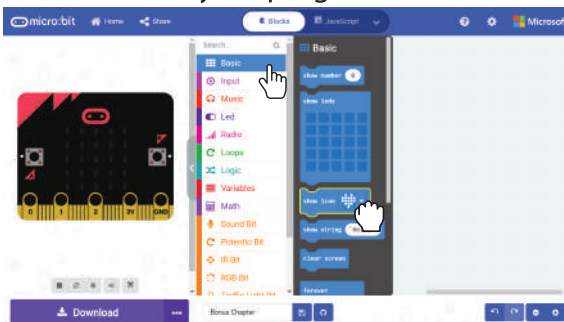 micro:bit Home Share Blocks JavaScript Microsof
Search... Basic
Basic
Input
show number 0
Music
show leds
Led
Radio
Loops
Logic
Variables
show icon
Math
Sound Bit
show string
Potentio Bit
IR Bit
clear screen
RGB Bit
Traffic Light Bit
forever
0 1 2 3V GND
Download
Bonus Chapter